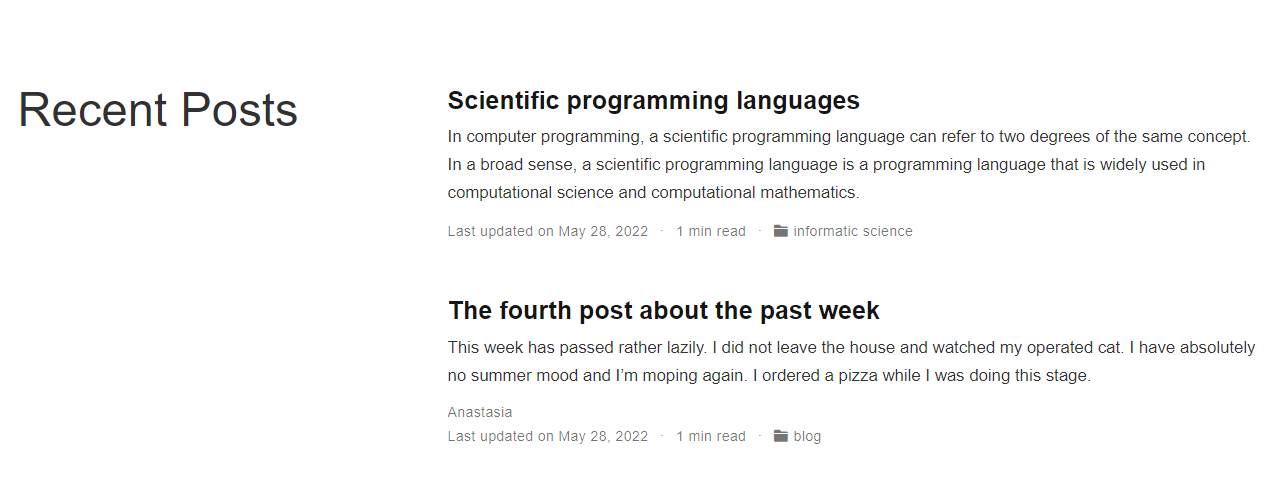 Recent Posts
Scientific programming languages
In computer programming, a scientific programming language can refer to two degrees of the same concept.
In a broad sense, a scientific programming language is a programming language that is widely used in
computational science and computational mathematics.
Last updated on May 28, 2022 · 1 min read · informatic science
The fourth post about the past week
This week has passed rather lazily. I did not leave the house and watched my operated cat. I have absolutely
no summer mood and I’m moping again. I ordered a pizza while I was doing this stage.
Anastasia
Last updated on May 28, 2022 · 1 min read · blog